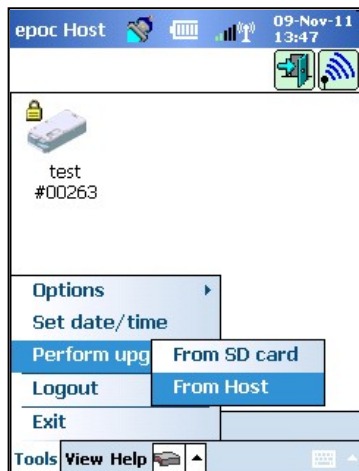 epoc Host
09-Nov-11
13:47
test
#00263
Options
Set date/time
Perform upg
From SD card
Logout
From Host
Exit
Tools View Help